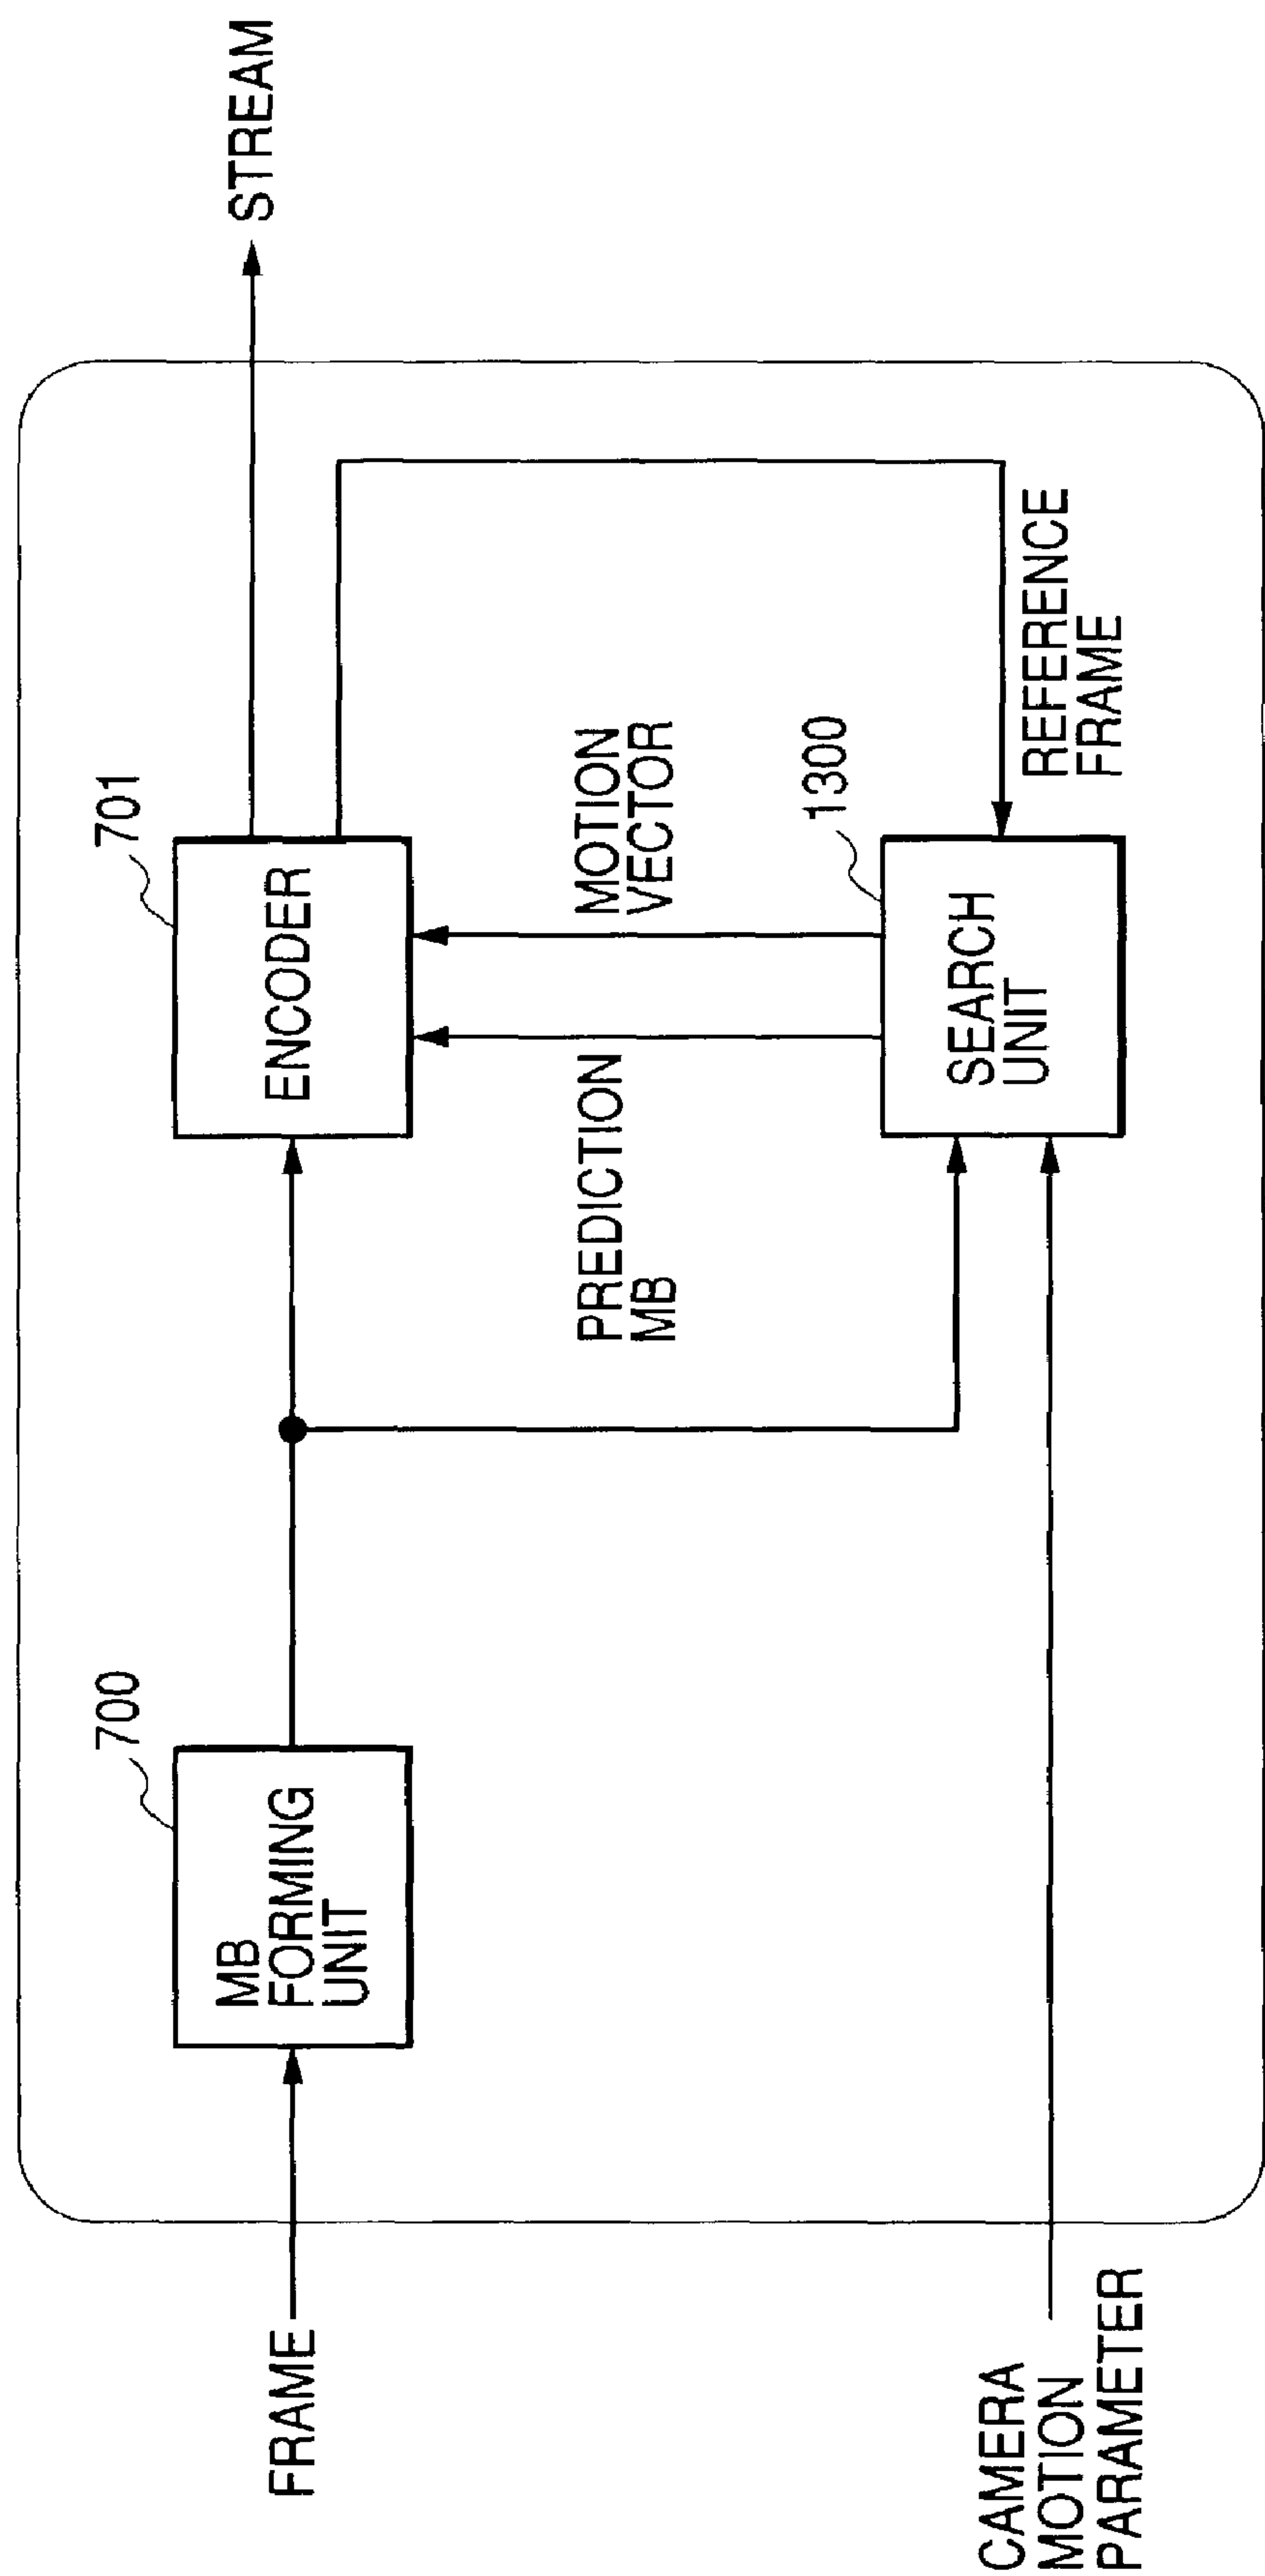 FRAME
MB
FORMING
UNIT
700
701
ENCODER
STREAM
PREDICTION
MB
MOTION
VECTOR
1300
SEARCH
UNIT
REFERENCE
FRAME
CAMERA
MOTION
PARAMETER